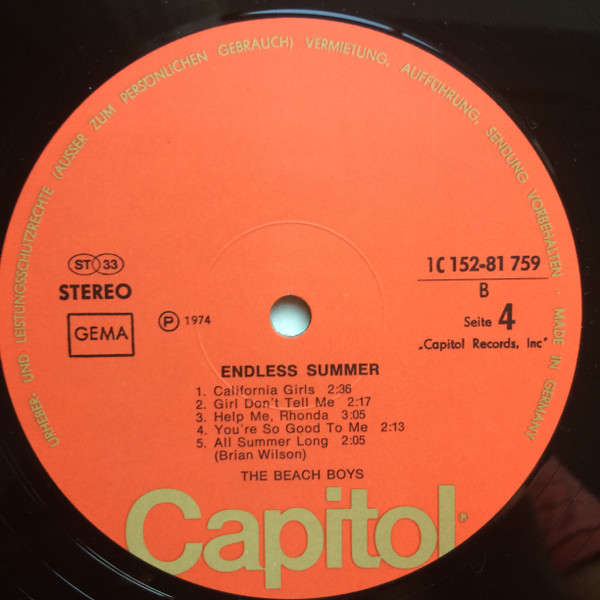 URHEBER- UND LEISTUNGSSCHUTZRECHTE (AUSSER ZUM PERSÖNLICHEN GEBRAUCH) VERMIETUNG, AUFFÜHRUNG, SENDUNG VORBEHALTEN · MADE IN GERMANY
ST 33
STEREO
GEMA
Ⓟ 1974
1C 152-81 759
B
Seite 4
„Capitol Records, Inc"
ENDLESS SUMMER
1. California Girls 2:36
2. Girl Don't Tell Me 2:17
3. Help Me, Rhonda 3:05
4. You're So Good To Me 2:13
5. All Summer Long 2:05
(Brian Wilson)
THE BEACH BOYS
Capitol®